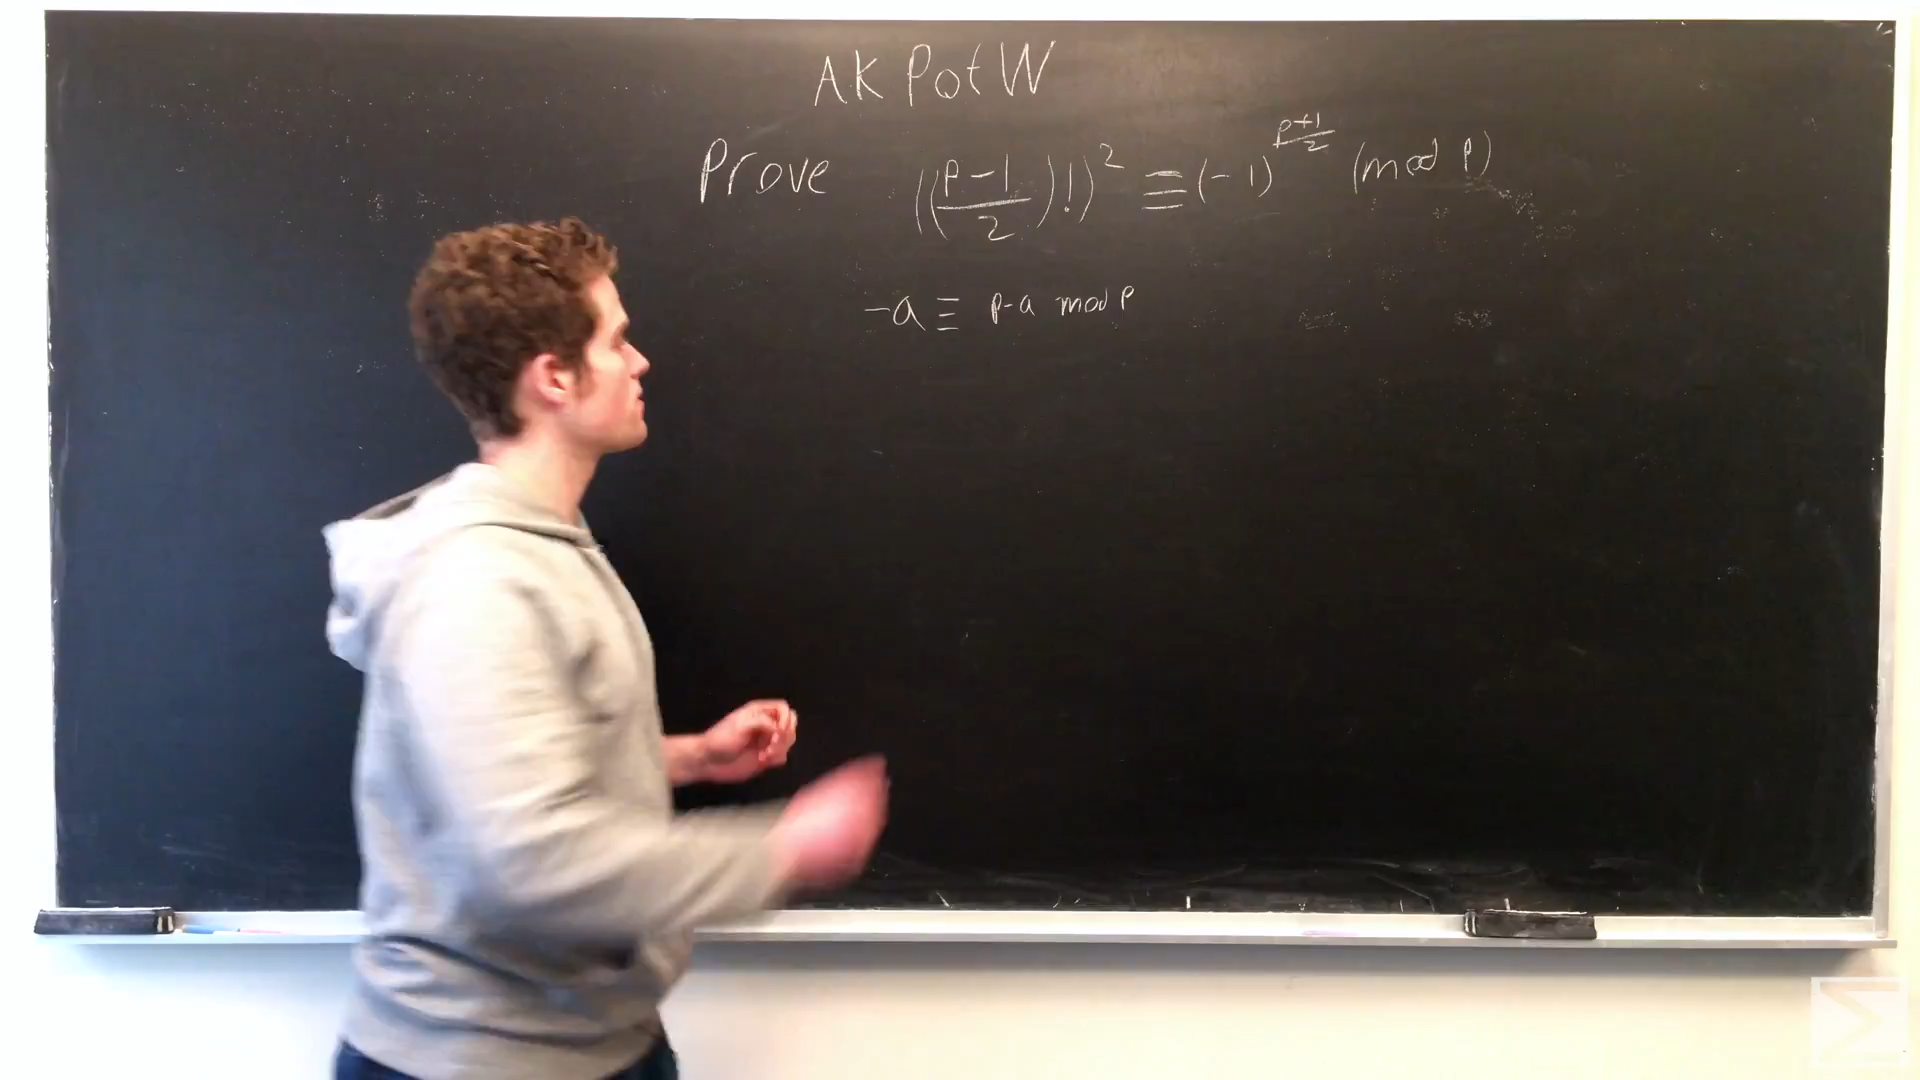 AK PotW
Prove ((p-1/2)!)² ≡ (-1)^(p+1/2) (mod p)
-a ≡ p-a mod p